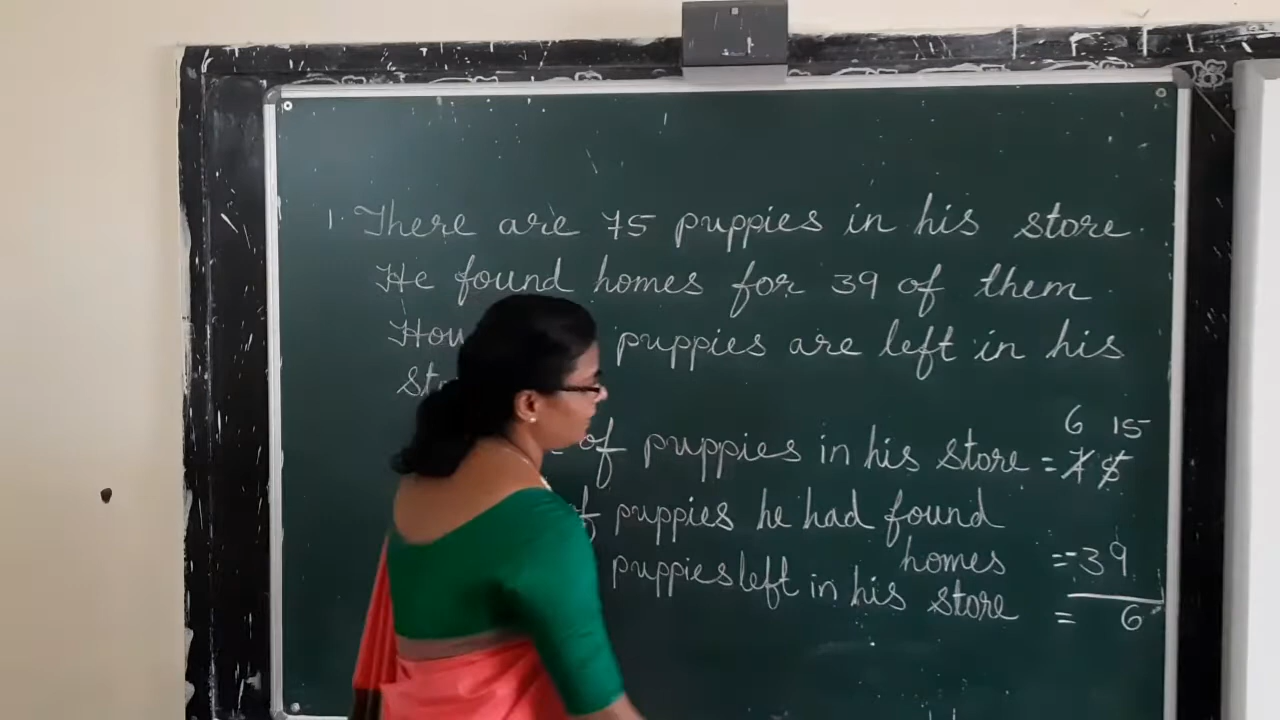 1. There are 75 puppies in his store.
He found homes for 39 of them.
How puppies are left in his
6 15
of puppies in his store = 7 5
of puppies he had found
homes = -39
puppies left in his store = 6